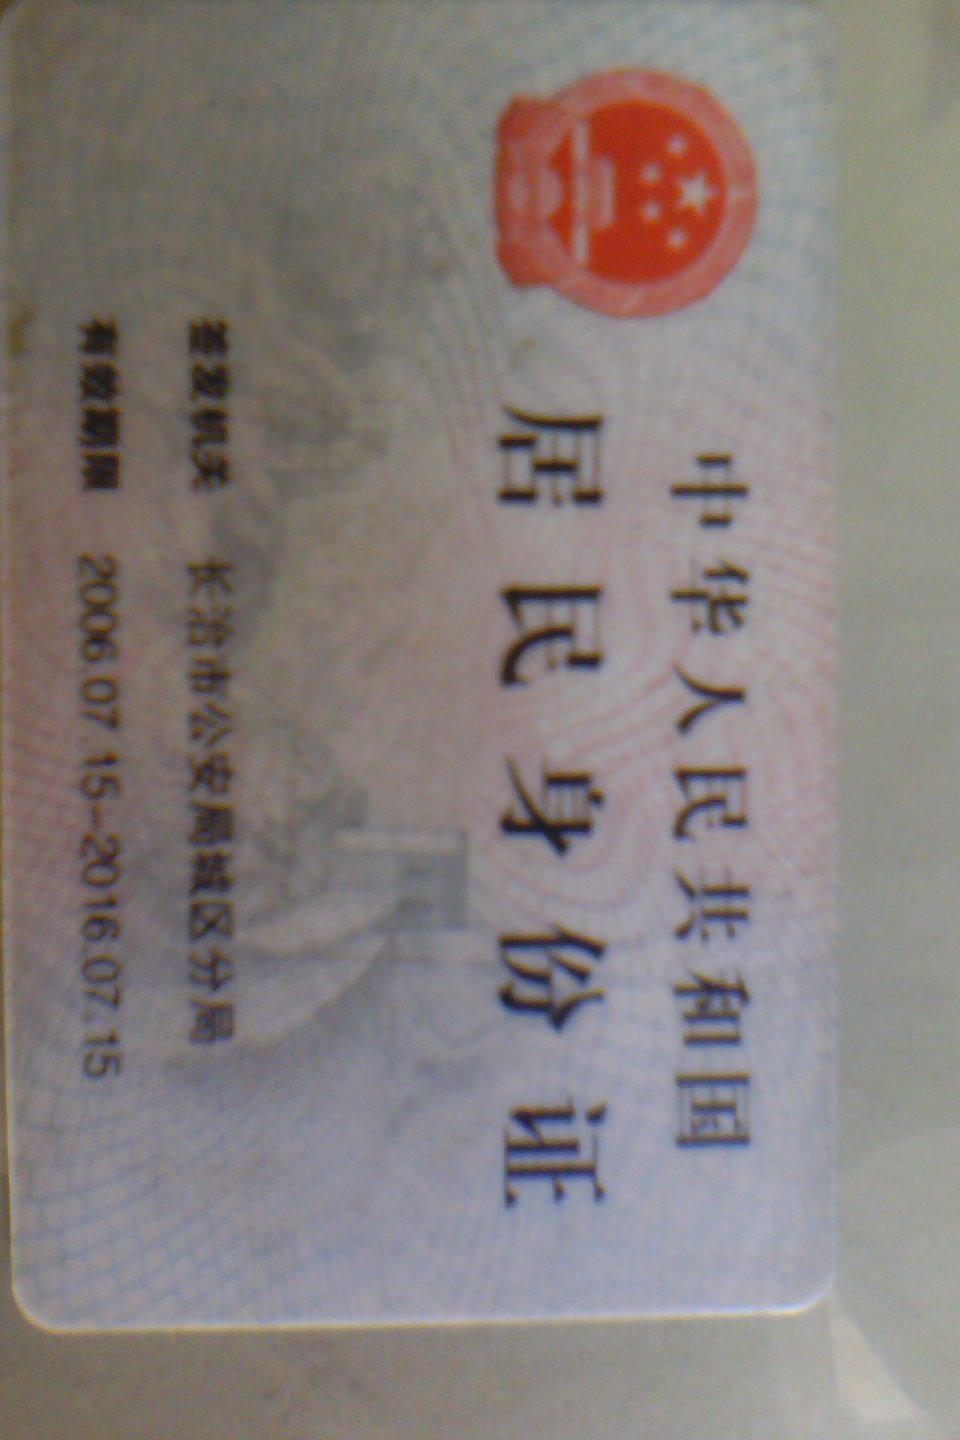 中华人民共和国
居民身份证
签发机关 长治市公安局城区分局
有效期限 2006.07.15-2016.07.15